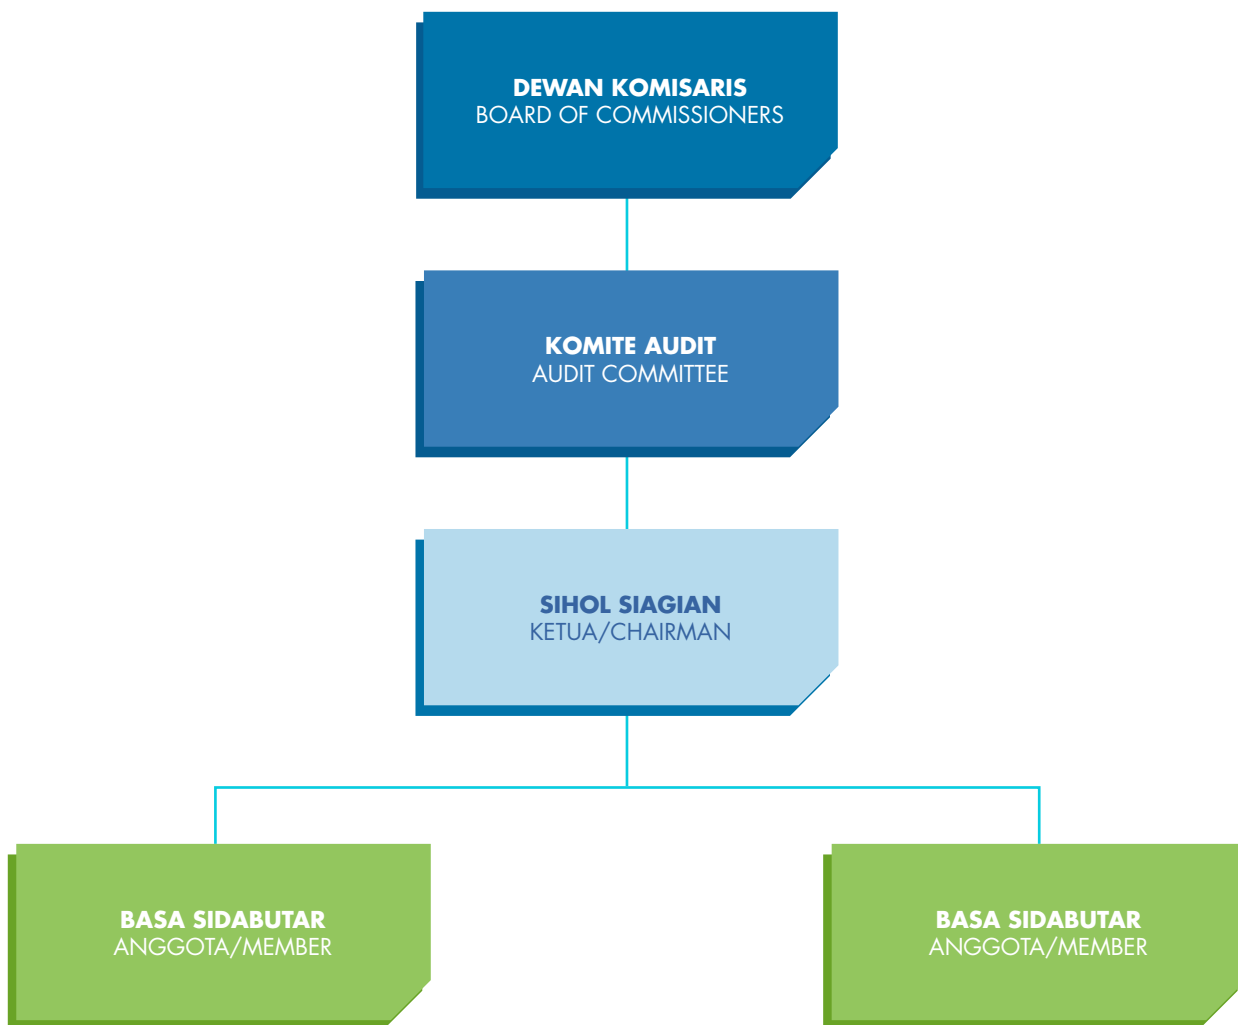 DEWAN KOMISARIS
BOARD OF COMMISSIONERS
KOMITE AUDIT
AUDIT COMMITTEE
SIHOL SIAGIAN
KETUA/CHAIRMAN
BASA SIDABUTAR
ANGGOTA/MEMBER
BASA SIDABUTAR
ANGGOTA/MEMBER